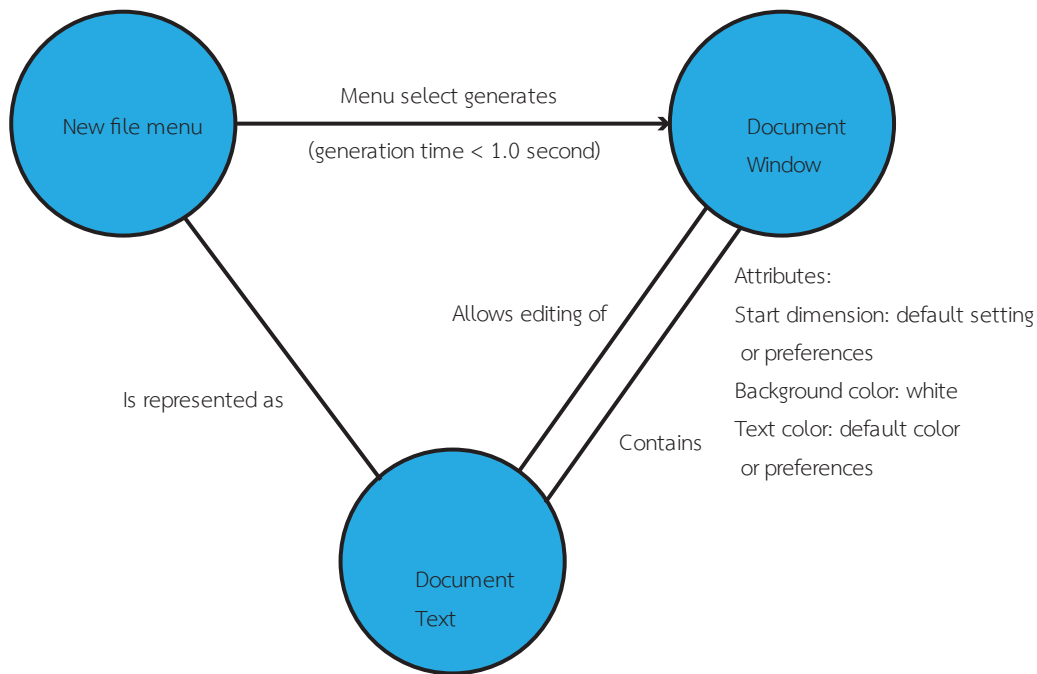 New file menu
Menu select generates
(generation time < 1.0 second)
Document
Window
Allows editing of
Attributes:
Start dimension: default setting
or preferences
Background color: white
Text color: default color
or preferences
Is represented as
Contains
Document
Text